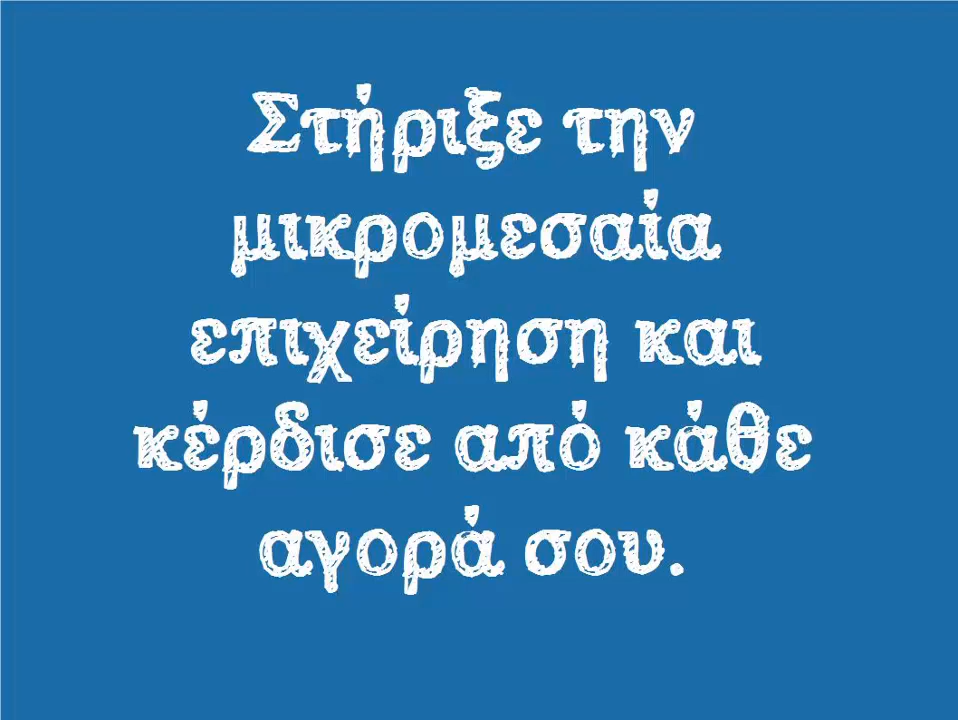 Στήριξε την
μικρομεσαία
επιχείρηση και
κέρδισε από κάθε
αγορά σου.